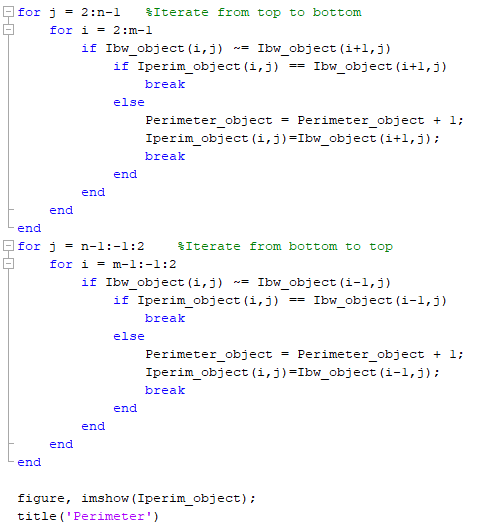 for j = 2:n-1   %Iterate from top to bottom
    for i = 2:m-1
        if Ibw_object(i,j) ~= Ibw_object(i+1,j)
            if Iperim_object(i,j) == Ibw_object(i+1,j)
                break
            else
                Perimeter_object = Perimeter_object + 1;
                Iperim_object(i,j)=Ibw_object(i+1,j);
                break
            end
        end
    end
end
for j = n-1:-1:2    %Iterate from bottom to top
    for i = m-1:-1:2
        if Ibw_object(i,j) ~= Ibw_object(i-1,j)
            if Iperim_object(i,j) == Ibw_object(i-1,j)
                break
            else
                Perimeter_object = Perimeter_object + 1;
                Iperim_object(i,j)=Ibw_object(i-1,j);
                break
            end
        end
    end
end
figure, imshow(Iperim_object);
title('Perimeter')